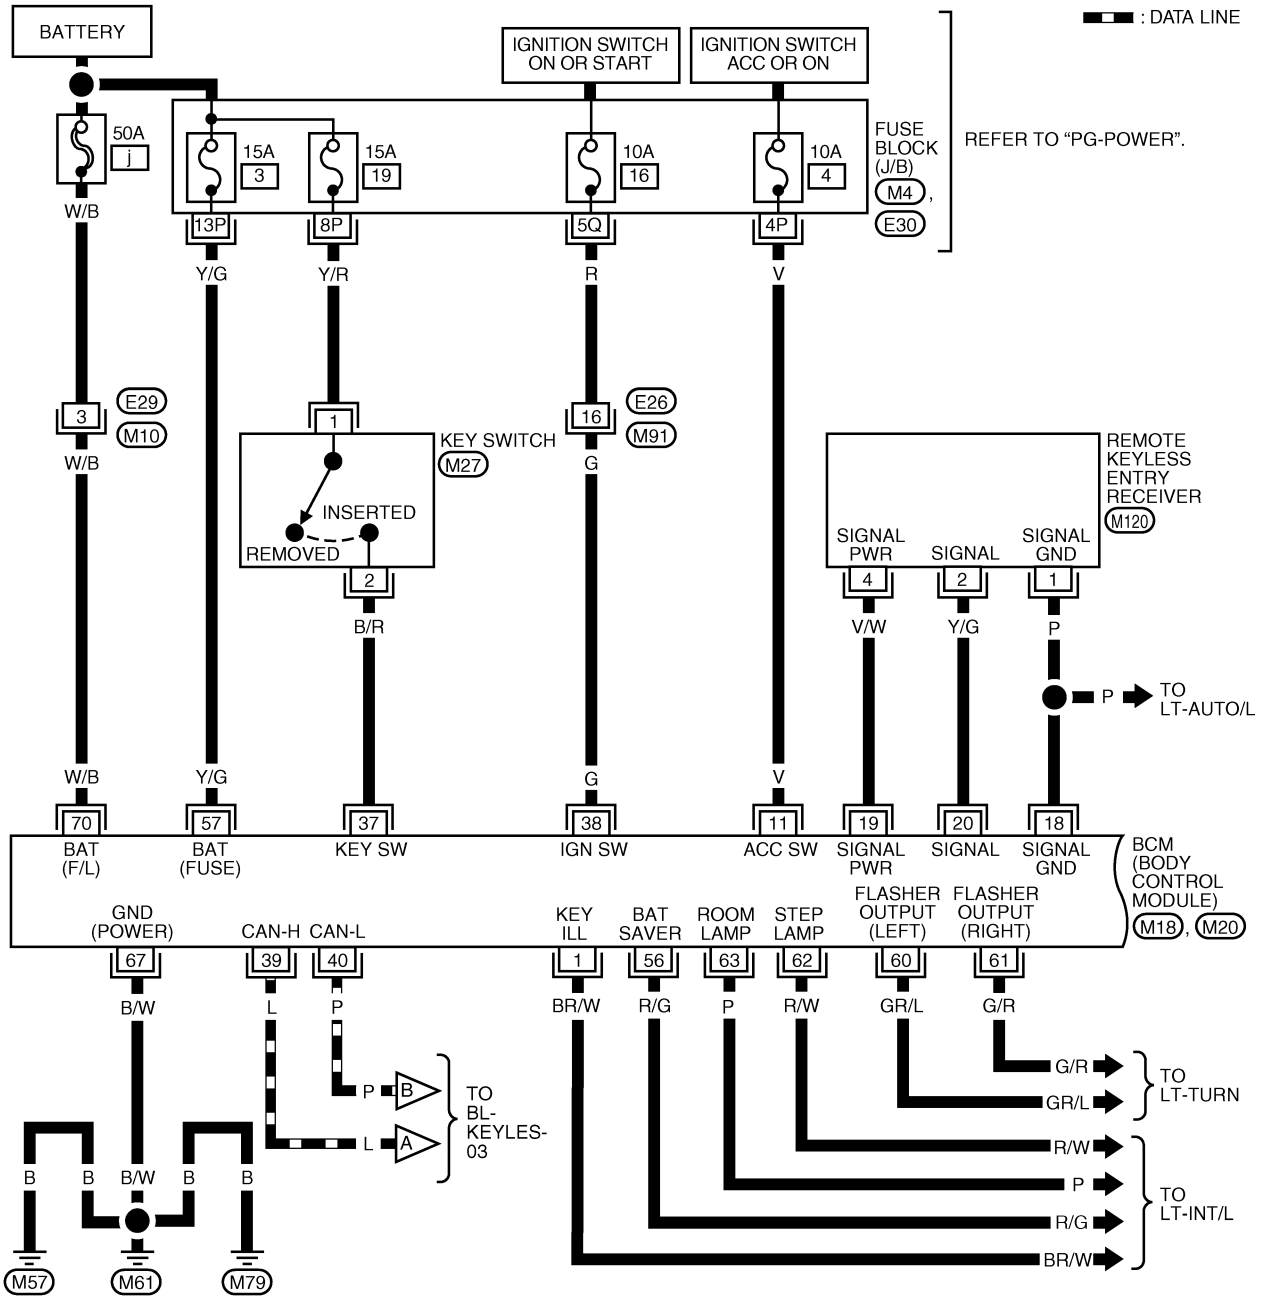 BATTERY
IGNITION SWITCH
ON OR START
IGNITION SWITCH
ACC OR ON
: DATA LINE
50A
j
15A
3
15A
19
10A
16
10A
4
FUSE
BLOCK
(J/B)
M4 ,
E30
REFER TO “PG-POWER”.
13P
8P
5Q
4P
W/B
Y/G
Y/R
R
V
3
E29
M10
1
16
E26
M91
W/B
KEY SWITCH
M27
G
INSERTED
REMOVED
2
B/R
REMOTE
KEYLESS
ENTRY
RECEIVER
M120
SIGNAL
PWR
SIGNAL
SIGNAL
GND
4
2
1
V/W
Y/G
P
P
TO
LT-AUTO/L
W/B
Y/G
G
V
70
57
37
38
11
19
20
18
BAT
(F/L)
BAT
(FUSE)
KEY SW
IGN SW
ACC SW
SIGNAL
PWR
SIGNAL
SIGNAL
GND
BCM
(BODY
CONTROL
MODULE)
M18 , M20
GND
(POWER)
CAN-H
CAN-L
KEY
ILL
BAT
SAVER
ROOM
LAMP
STEP
LAMP
FLASHER
OUTPUT
(LEFT)
FLASHER
OUTPUT
(RIGHT)
67
39
40
1
56
63
62
60
61
B/W
L
P
BR/W
R/G
P
R/W
GR/L
G/R
P
B
L
A
TO
BL-
KEYLES-
03
G/R
GR/L
TO
LT-TURN
R/W
P
R/G
BR/W
TO
LT-INT/L
B
B
B/W
B
B
M57
M61
M79